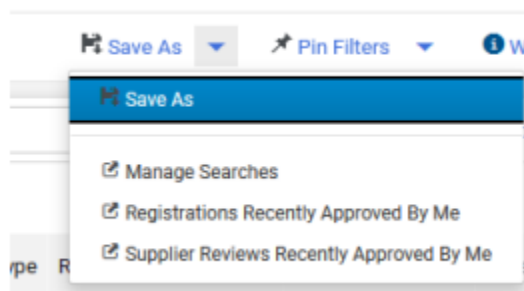 Save As Pin Filters W
Save As
Manage Searches
Registrations Recently Approved By Me
Supplier Reviews Recently Approved By Me
ype R